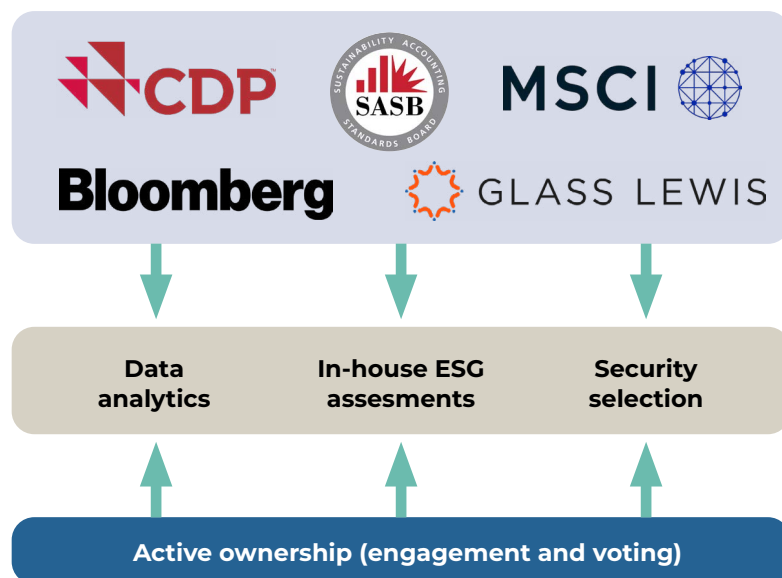 CDP™
SUSTAINABILITY ACCOUNTING
SASB
STANDARDS BOARD
MSCI
Bloomberg
GLASS LEWIS
Data
analytics
In-house ESG
assesments
Security
selection
Active ownership (engagement and voting)